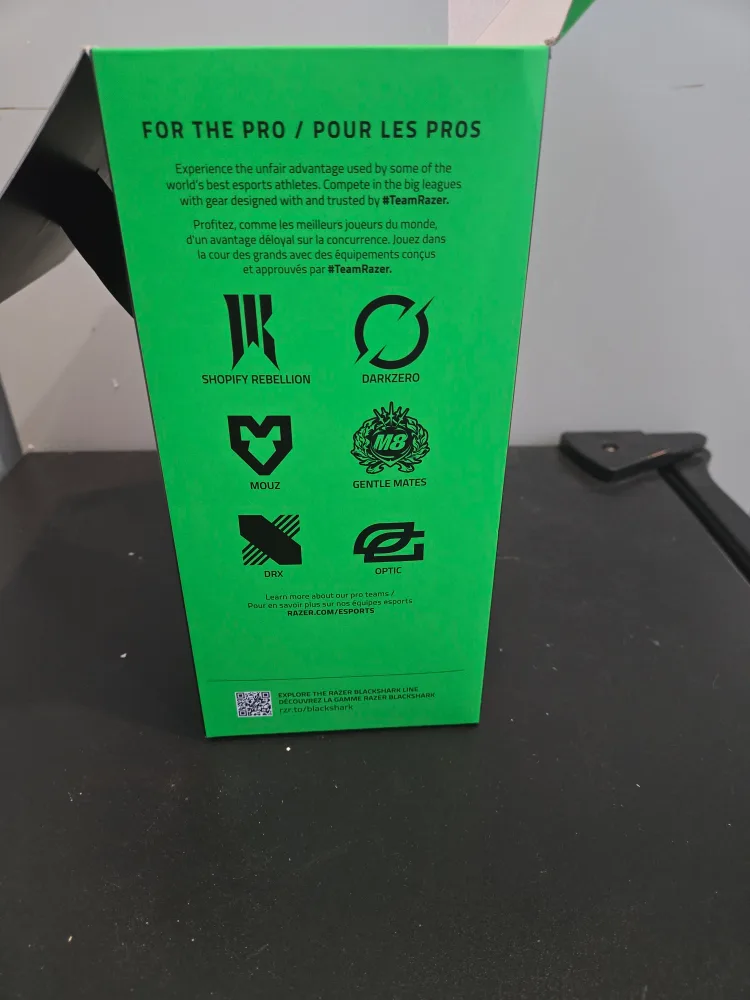 FOR THE PRO / POUR LES PROS
Experience the unfair advantage used by some of the
world's best esports athletes. Compete in the big leagues
with gear designed with and trusted by #TeamRazer.
Profitez, comme les meilleurs joueurs du monde,
d'un avantage déloyal sur la concurrence. Jouez dans
la cour des grands avec des équipements conçus
et approuvés par #TeamRazer.
SHOPIFY REBELLION
DARKZERO
MOUZ
M8
GENTLE MATES
DRX
OPTIC
Learn more about our pro teams /
Pour en savoir plus sur nos équipes esports
RAZER.COM/ESPORTS
EXPLORE THE RAZER BLACKSHARK LINE
DÉCOUVREZ LA GAMME RAZER BLACKSHARK
rzr.to/blackshark